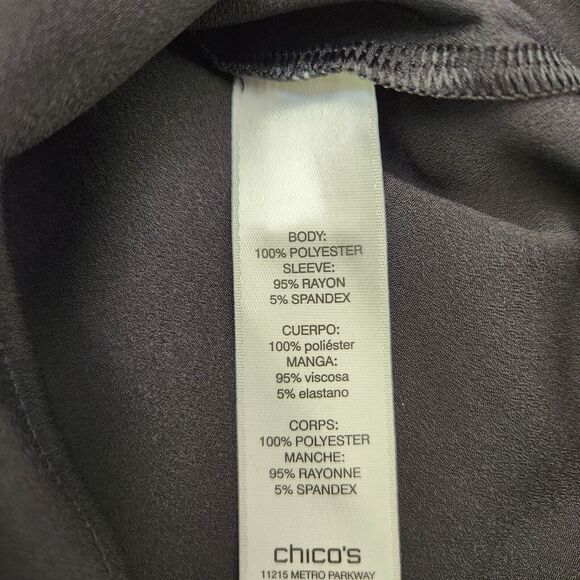 BODY:
100% POLYESTER
SLEEVE:
95% RAYON
5% SPANDEX
CUERPO:
100% poliéster
MANGA:
95% viscosa
5% elastano
CORPS:
100% POLYESTER
MANCHE:
95% RAYONNE
5% SPANDEX
chico's
11215 METRO PARKWAY